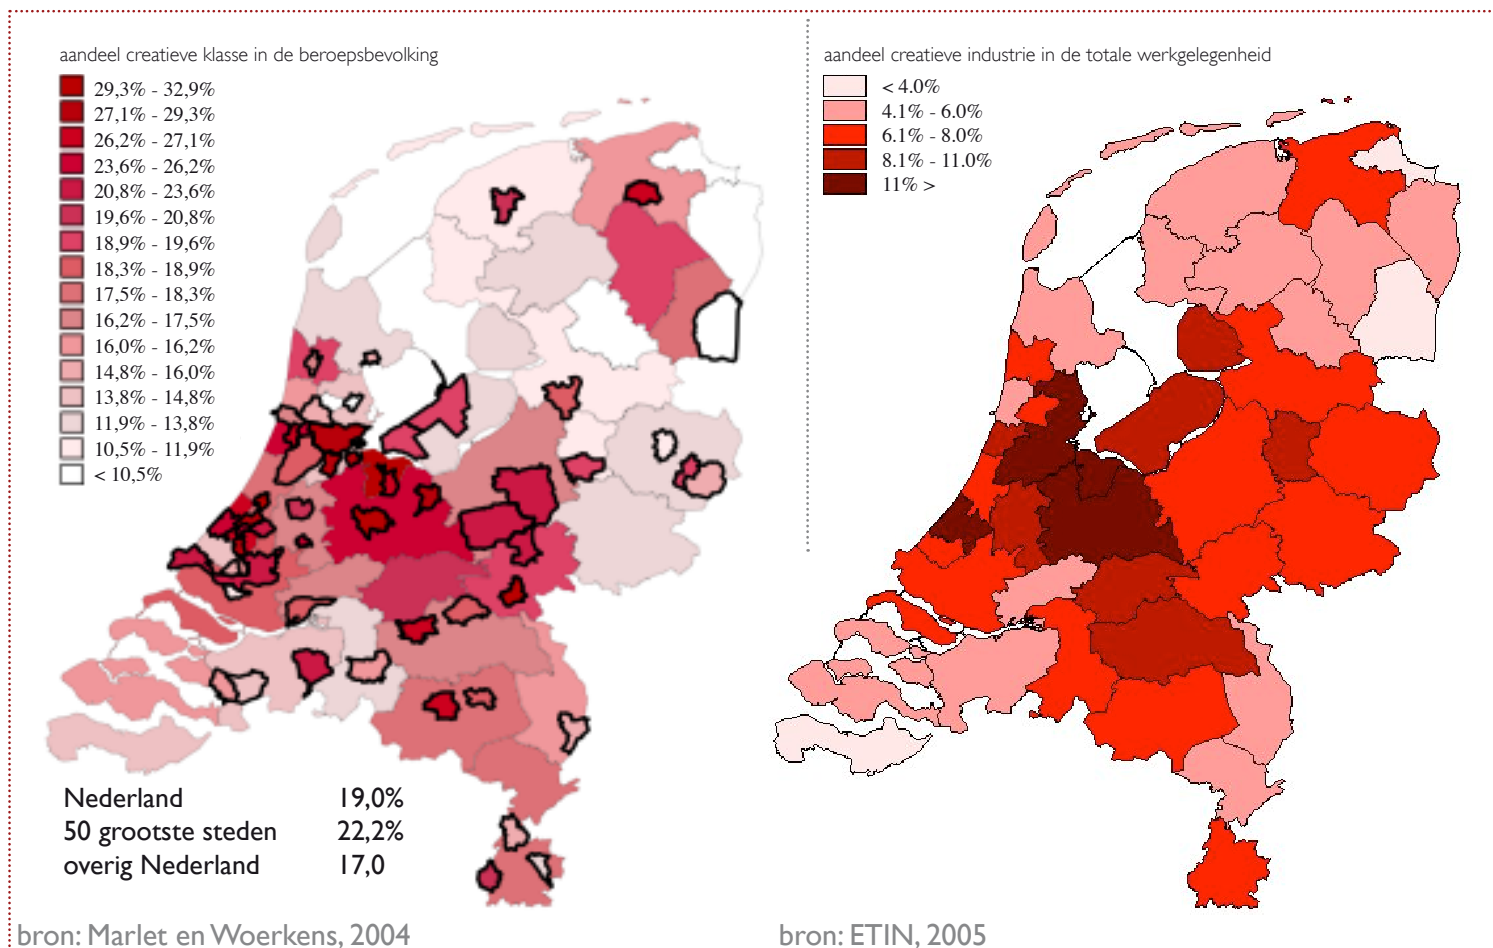 aandeel creatieve klasse in de beroepsbevolking
29,3% - 32,9%
27,1% - 29,3%
26,2% - 27,1%
23,6% - 26,2%
20,8% - 23,6%
19,6% - 20,8%
18,9% - 19,6%
18,3% - 18,9%
17,5% - 18,3%
16,2% - 17,5%
16,0% - 16,2%
14,8% - 16,0%
13,8% - 14,8%
11,9% - 13,8%
10,5% - 11,9%
< 10,5%
Nederland 19,0%
50 grootste steden 22,2%
overig Nederland 17,0
bron: Marlet en Woerkens, 2004
aandeel creatieve industrie in de totale werkgelegenheid
< 4.0%
4.1% - 6.0%
6.1% - 8.0%
8.1% - 11.0%
11% >
bron: ETIN, 2005